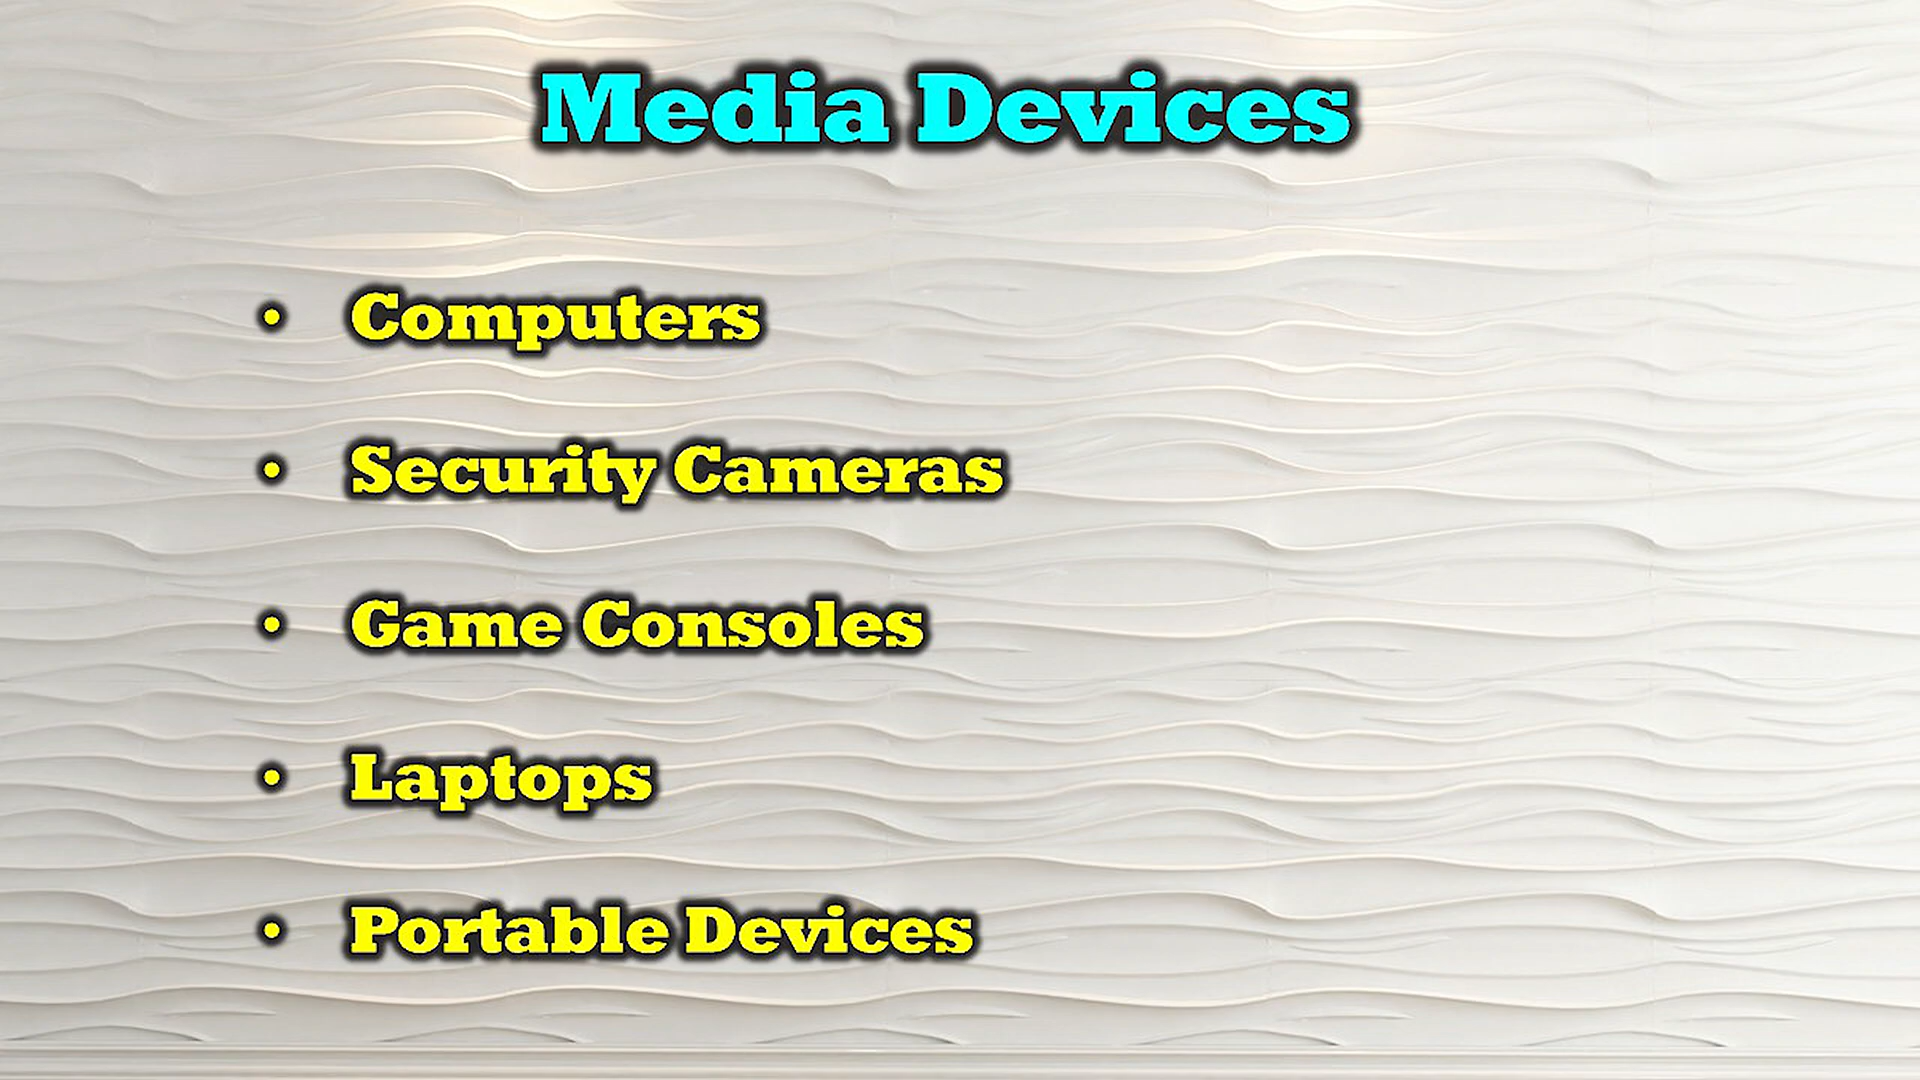 Media Devices
• Computers
• Security Cameras
• Game Consoles
• Laptops
• Portable Devices